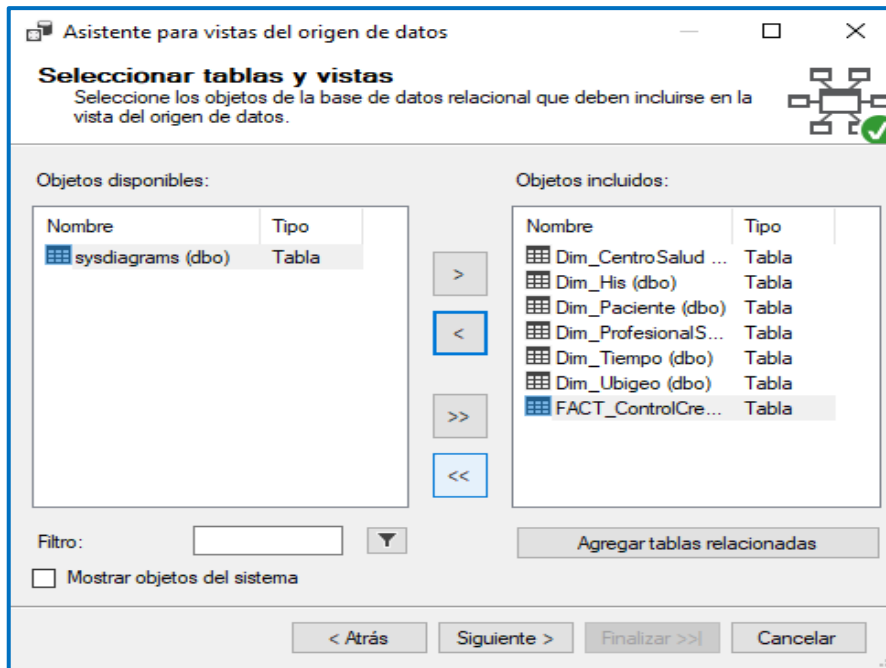 Asistente para vistas del origen de datos
Seleccionar tablas y vistas
Seleccione los objetos de la base de datos relacional que deben incluirse en la
vista del origen de datos.
Objetos disponibles:
Nombre Tipo
sysdiagrams (dbo) Tabla
>
<
>>
<<
Objetos incluidos:
Nombre Tipo
Dim_CentroSalud ... Tabla
Dim_His (dbo) Tabla
Dim_Paciente (dbo) Tabla
Dim_ProfesionalS... Tabla
Dim_Tiempo (dbo) Tabla
Dim_Ubigeo (dbo) Tabla
FACT_ControlCre... Tabla
Filtro:
Agregar tablas relacionadas
Mostrar objetos del sistema
< Atrás Siguiente > Finalizar >>| Cancelar